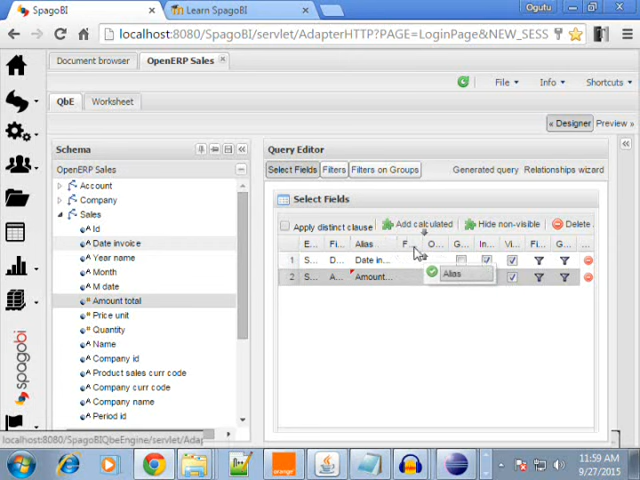 SpagoBI
Learn SpagoBI
Ogutu
localhost:8080/SpagoBI/servlet/AdapterHTTP?PAGE=LoginPage&NEW_SESS
Document browser
OpenERP Sales
File
Info
Shortcuts
QbE
Worksheet
« Designer
Preview »
Schema
OpenERP Sales
Account
Company
Sales
Id
Date invoice
Year name
Month
M date
Amount total
Price unit
Quantity
Name
Company id
Product sales curr code
Company curr code
Company name
Period id
Query Editor
Select Fields
Filters
Filters on Groups
Generated query
Relationships wizard
Select Fields
Apply distinct clause
Add calculated
Hide non-visible
Delete
E... Fi... Alias F... O... G... In... Vi... Fi... G... ...
1 S... D... Date in...
2 S... A... Amount...
Alias
spagobi
localhost:8080/SpagoBIQbeEngine/servlet/Adap
orange
11:59 AM
9/27/2015